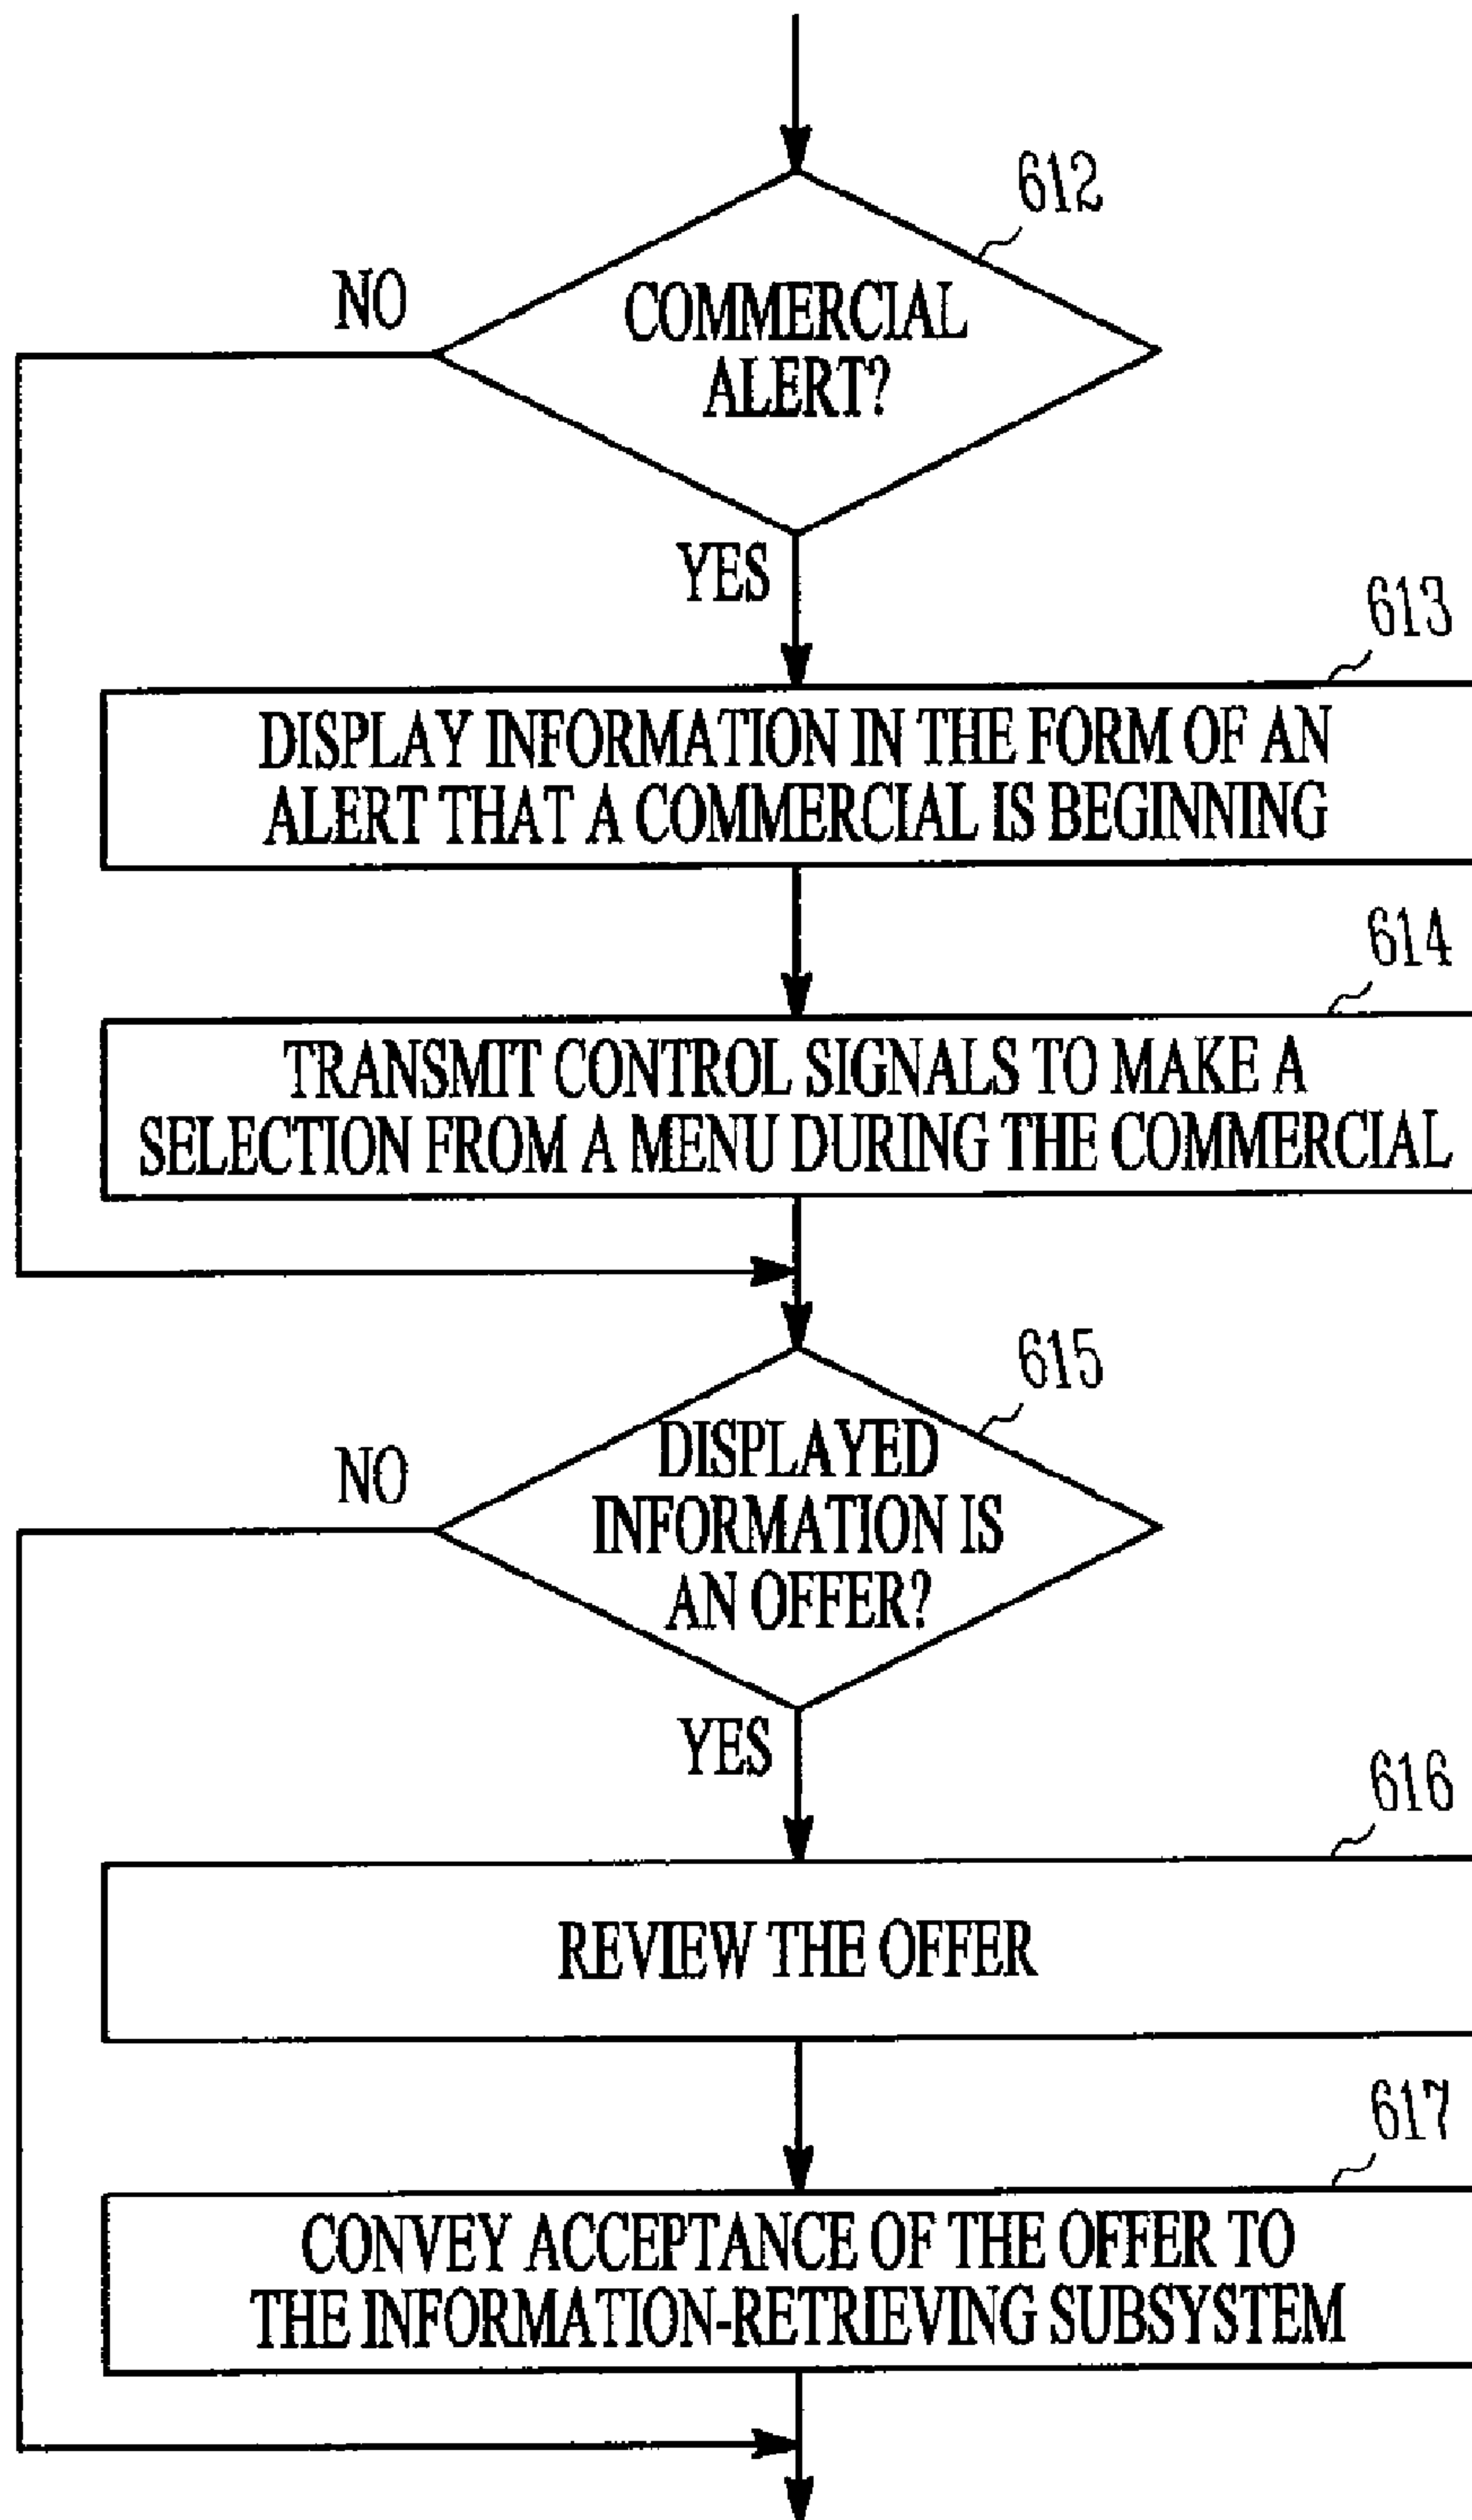 612
NO
COMMERCIAL
ALERT?
YES
613
DISPLAY INFORMATION IN THE FORM OF AN
ALERT THAT A COMMERCIAL IS BEGINNING
614
TRANSMIT CONTROL SIGNALS TO MAKE A
SELECTION FROM A MENU DURING THE COMMERCIAL
615
NO
DISPLAYED
INFORMATION IS
AN OFFER?
YES
616
REVIEW THE OFFER
617
CONVEY ACCEPTANCE OF THE OFFER TO
THE INFORMATION-RETRIEVING SUBSYSTEM